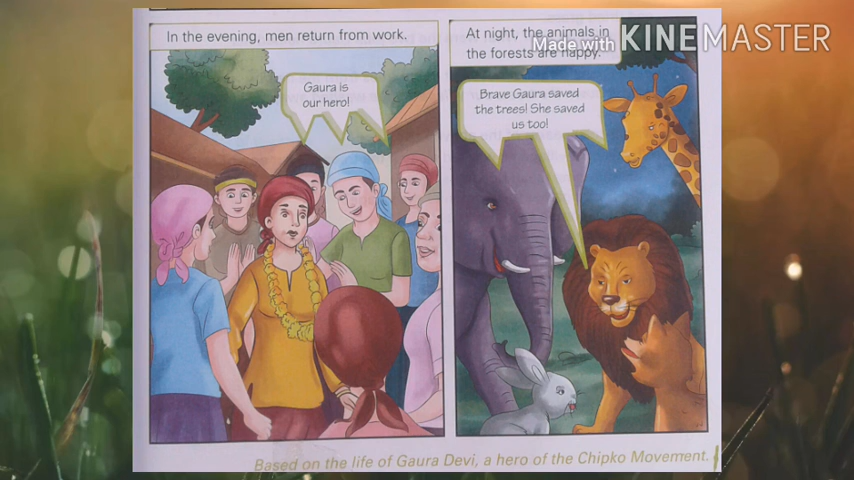 In the evening, men return from work.
Gaura is
our hero!
At night, the animals in
the forests are happy.
Made with KINEMASTER
Brave Gaura saved
the trees! She saved
us too!
Based on the life of Gaura Devi, a hero of the Chipko Movement.